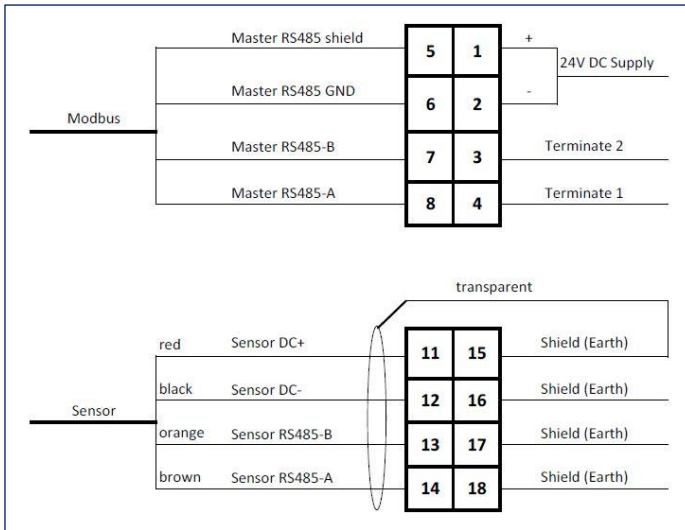 Master RS485 shield 5 1 +
24V DC Supply
Master RS485 GND 6 2 -
Modbus
Master RS485-B 7 3 Terminate 2
Master RS485-A 8 4 Terminate 1
transparent
red Sensor DC+ 11 15 Shield (Earth)
black Sensor DC- 12 16 Shield (Earth)
Sensor
orange Sensor RS485-B 13 17 Shield (Earth)
brown Sensor RS485-A 14 18 Shield (Earth)